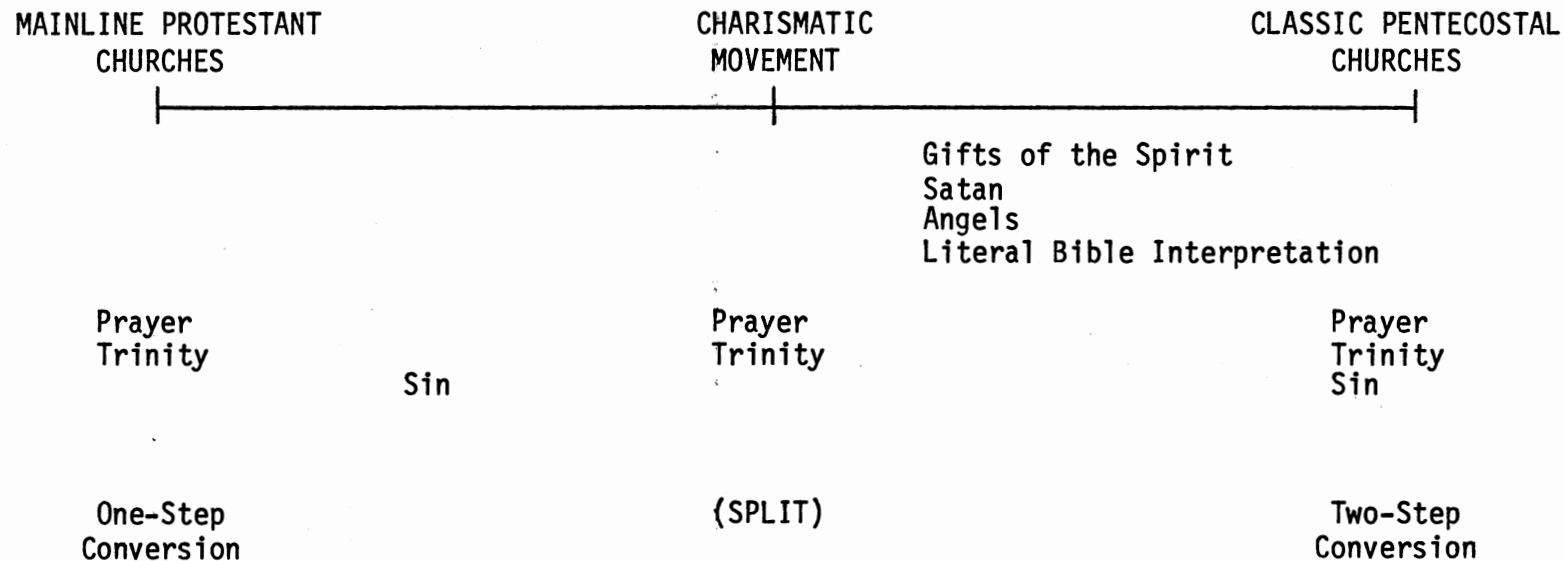 MAINLINE PROTESTANT CHARISMATIC CLASSIC PENTECOSTAL
CHURCHES MOVEMENT CHURCHES
Gifts of the Spirit
Satan
Angels
Literal Bible Interpretation
Prayer Prayer Prayer
Trinity Trinity Trinity
Sin Sin
One-Step (SPLIT) Two-Step
Conversion Conversion